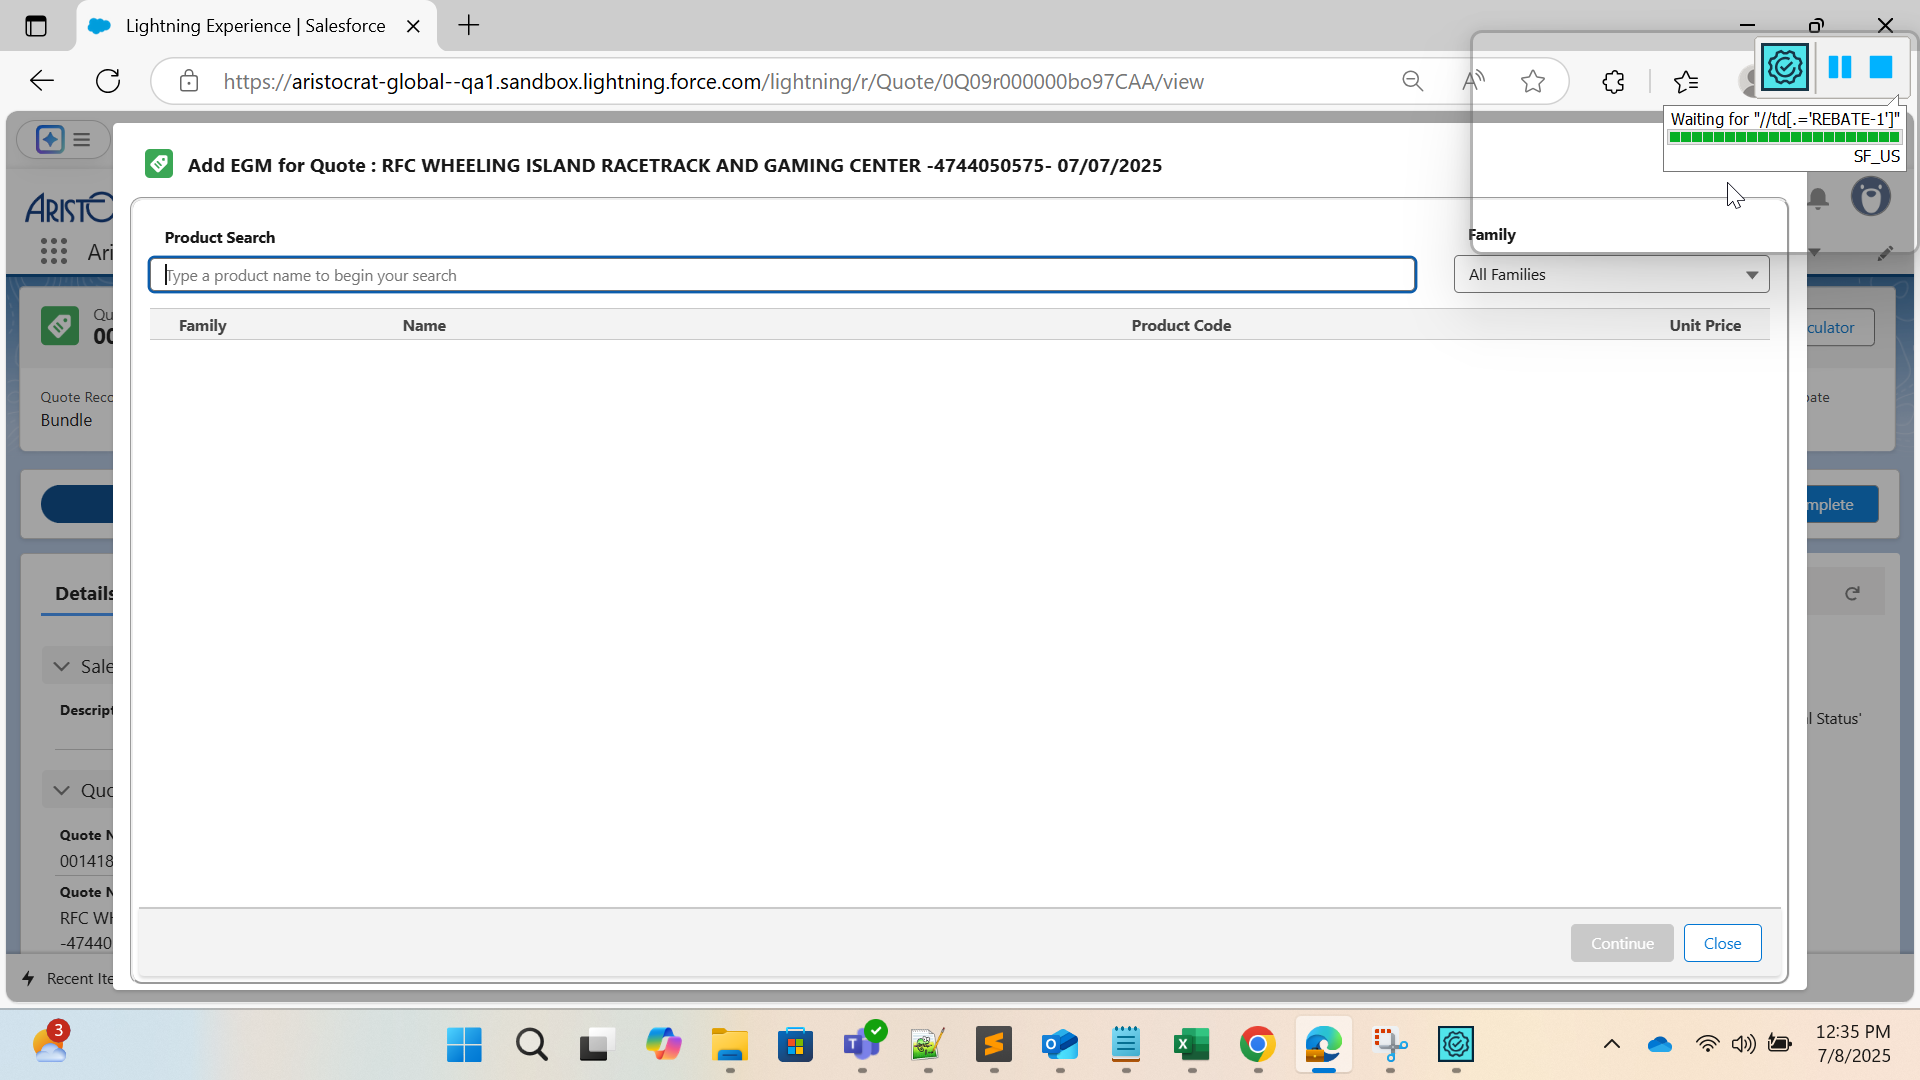 Lightning Experience | Salesforce
https://aristocrat-global--qa1.sandbox.lightning.force.com/lightning/r/Quote/0Q09r000000bo97CAA/view
Waiting for "//td[.='REBATE-1']"
SF_US
Add EGM for Quote : RFC WHEELING ISLAND RACETRACK AND GAMING CENTER -4744050575- 07/07/2025
ARISTO
Ari
Product Search
Family
Type a product name to begin your search
All Families
Family Name Product Code Unit Price
Qu
00
culator
Quote Reco
Bundle
ate
mplete
Details
Sale
Descript
l Status'
Quo
Quote N
001418
Quote N
RFC WH
-47440
Continue
Close
Recent Ite
3
12:35 PM
7/8/2025